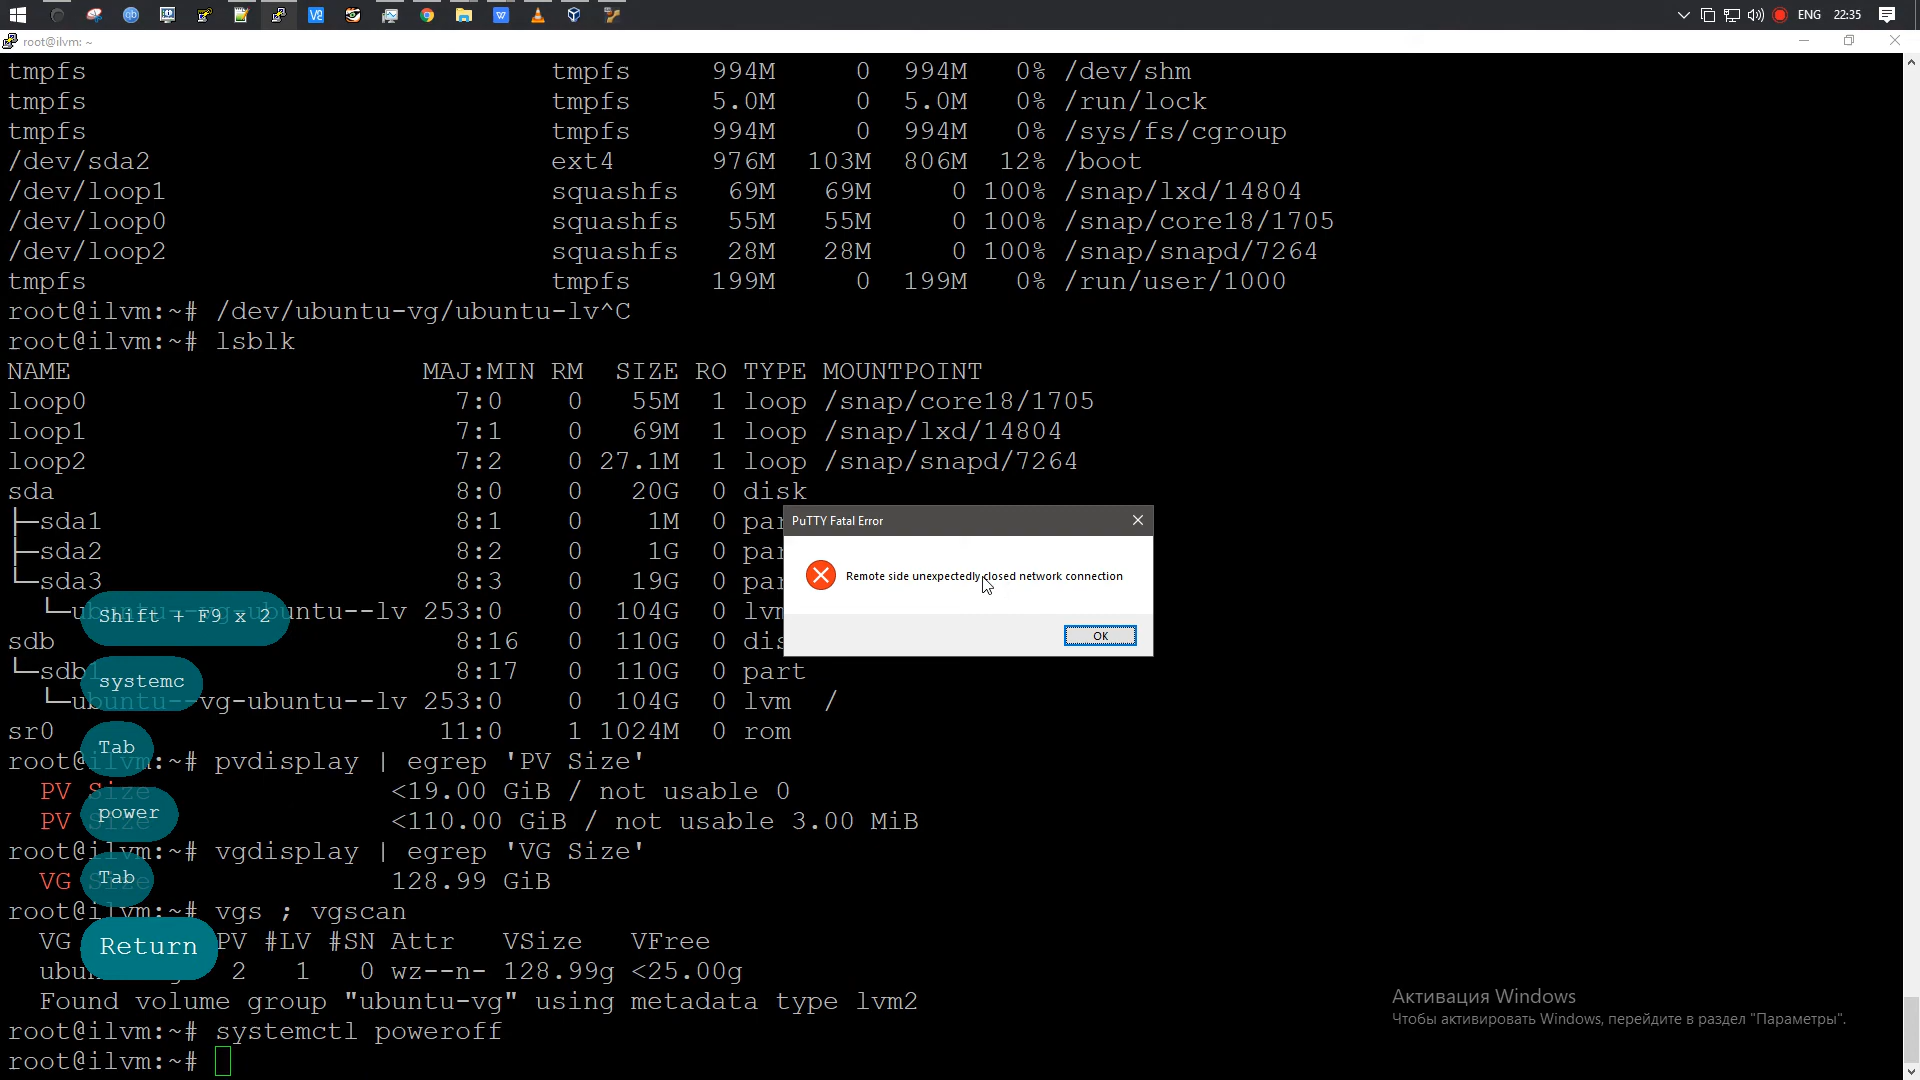 ENG 22:35
root@ilvm: ~
tmpfs tmpfs 994M 0 994M 0% /dev/shm
tmpfs tmpfs 5.0M 0 5.0M 0% /run/lock
tmpfs tmpfs 994M 0 994M 0% /sys/fs/cgroup
/dev/sda2 ext4 976M 103M 806M 12% /boot
/dev/loop1 squashfs 69M 69M 0 100% /snap/lxd/14804
/dev/loop0 squashfs 55M 55M 0 100% /snap/core18/1705
/dev/loop2 squashfs 28M 28M 0 100% /snap/snapd/7264
tmpfs tmpfs 199M 0 199M 0% /run/user/1000
root@ilvm:~# /dev/ubuntu-vg/ubuntu-lv^C
root@ilvm:~# lsblk
NAME MAJ:MIN RM SIZE RO TYPE MOUNTPOINT
loop0 7:0 0 55M 1 loop /snap/core18/1705
loop1 7:1 0 69M 1 loop /snap/lxd/14804
loop2 7:2 0 27.1M 1 loop /snap/snapd/7264
sda 8:0 0 20G 0 disk
├─sda1 8:1 0 1M 0 par
├─sda2 8:2 0 1G 0 par
└─sda3 8:3 0 19G 0 par
└─ubuntu--vg-ubuntu--lv 253:0 0 104G 0 lvm
sdb 8:16 0 110G 0 dis
└─sdb1 8:17 0 110G 0 part
└─ubuntu--vg-ubuntu--lv 253:0 0 104G 0 lvm /
sr0 11:0 1 1024M 0 rom
root@ilvm:~# pvdisplay | egrep 'PV Size'
PV Size <19.00 GiB / not usable 0
PV Size <110.00 GiB / not usable 3.00 MiB
root@ilvm:~# vgdisplay | egrep 'VG Size'
VG Size 128.99 GiB
root@ilvm:~# vgs ; vgscan
VG PV #LV #SN Attr VSize VFree
ubun 2 1 0 wz--n- 128.99g <25.00g
Found volume group "ubuntu-vg" using metadata type lvm2
root@ilvm:~# systemctl poweroff
root@ilvm:~#
PuTTY Fatal Error
Remote side unexpectedly closed network connection
OK
Shift + F9 x 2
systemc
Tab
power
Tab
Return
Активация Windows
Чтобы активировать Windows, перейдите в раздел "Параметры".